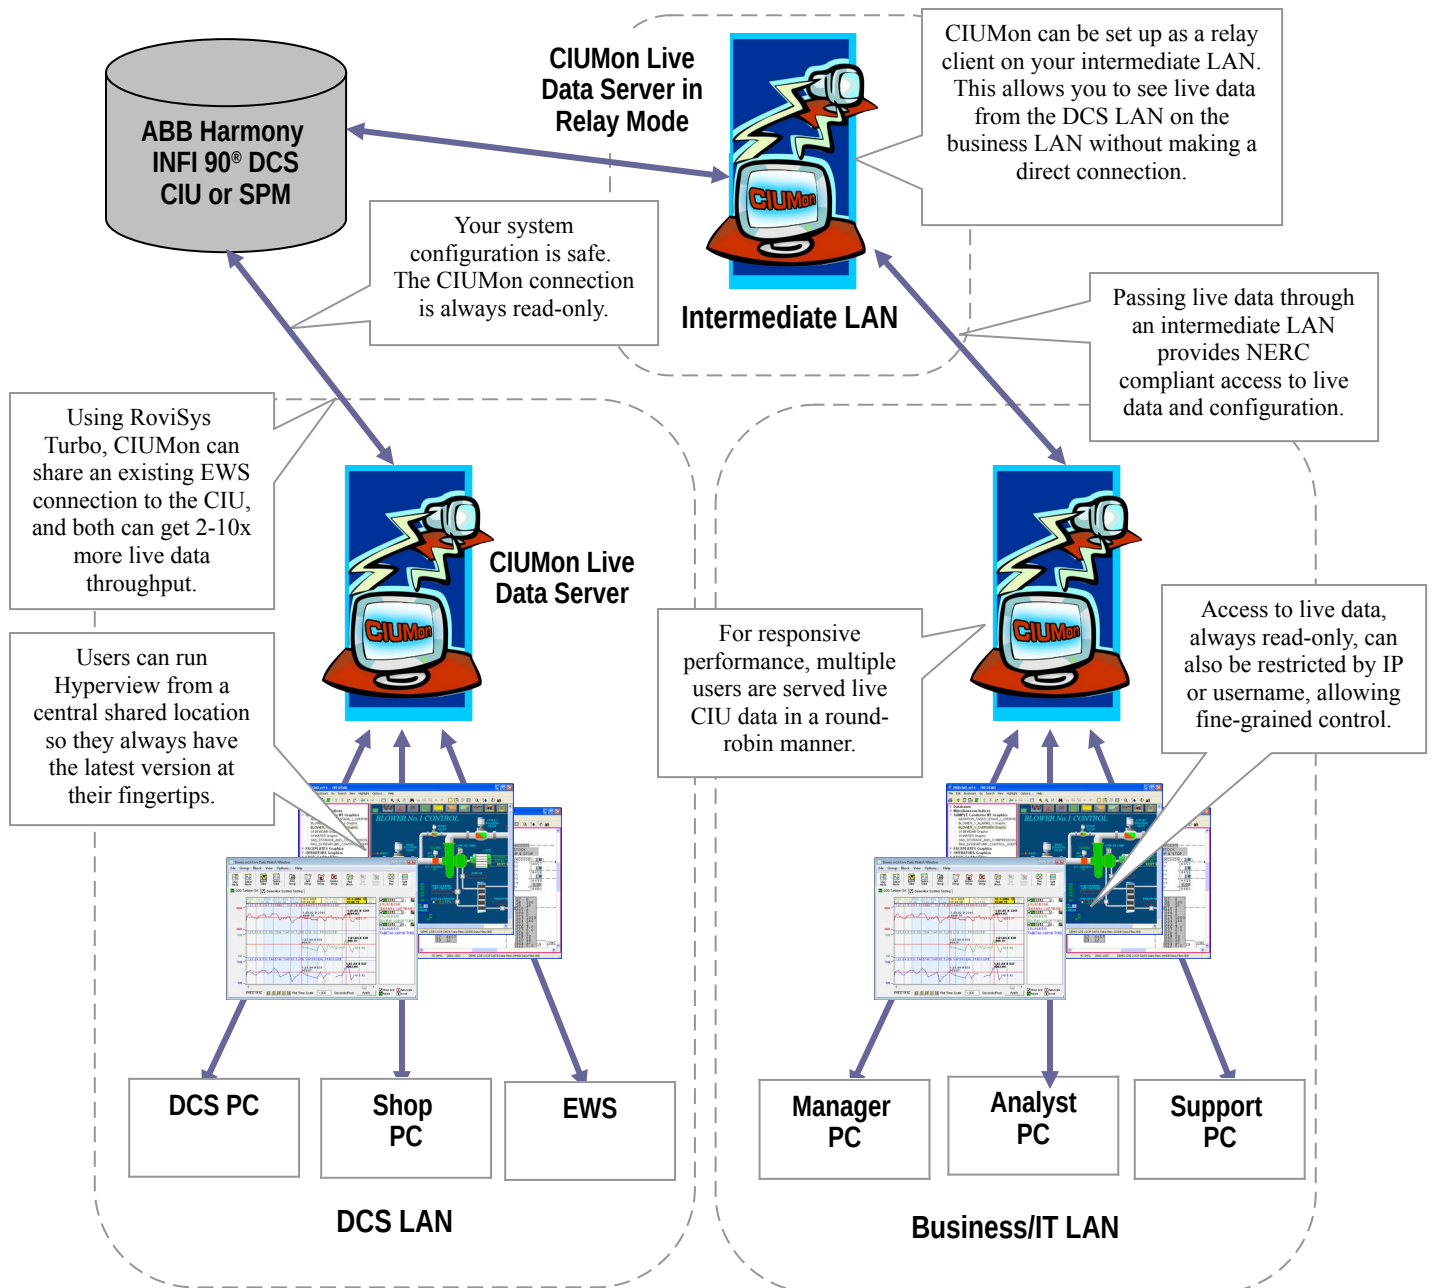 CIUMon Live
Data Server in
Relay Mode
CIUMon can be set up as a relay
client on your intermediate LAN.
This allows you to see live data
from the DCS LAN on the
business LAN without making a
direct connection.
ABB Harmony
INFI 90® DCS
CIU or SPM
CIUMon
Your system
configuration is safe.
The CIUMon connection
is always read-only.
Intermediate LAN
Passing live data through
an intermediate LAN
provides NERC
compliant access to live
data and configuration.
Using RoviSys
Turbo, CIUMon can
share an existing EWS
connection to the CIU,
and both can get 2-10x
more live data
throughput.
CIUMon Live
Data Server
CIUMon
CIUMon
For responsive
performance, multiple
users are served live
CIU data in a round-
robin manner.
Access to live data,
always read-only, can
also be restricted by IP
or username, allowing
fine-grained control.
Users can run
Hyperview from a
central shared location
so they always have
the latest version at
their fingertips.
BLOWER No.1 CONTROL
BLOWER No.1 CONTROL
DCS PC
Shop
PC
EWS
Manager
PC
Analyst
PC
Support
PC
DCS LAN
Business/IT LAN